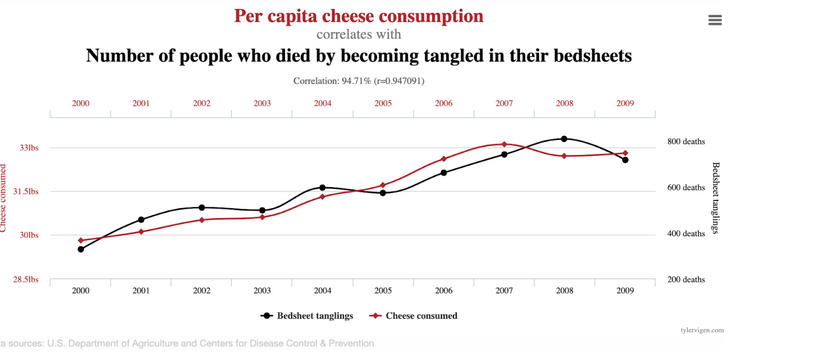 Per capita cheese consumption
correlates with
Number of people who died by becoming tangled in their bedsheets
Correlation: 94.71% (r=0.947091)
2000 2001 2002 2003 2004 2005 2006 2007 2008 2009
Cheese consumed
33lbs
31.5lbs
30lbs
28.5lbs
800 deaths
600 deaths
400 deaths
200 deaths
Bedsheet tanglings
2000 2001 2002 2003 2004 2005 2006 2007 2008 2009
Bedsheet tanglings Cheese consumed
tylervigen.com
a sources: U.S. Department of Agriculture and Centers for Disease Control & Prevention